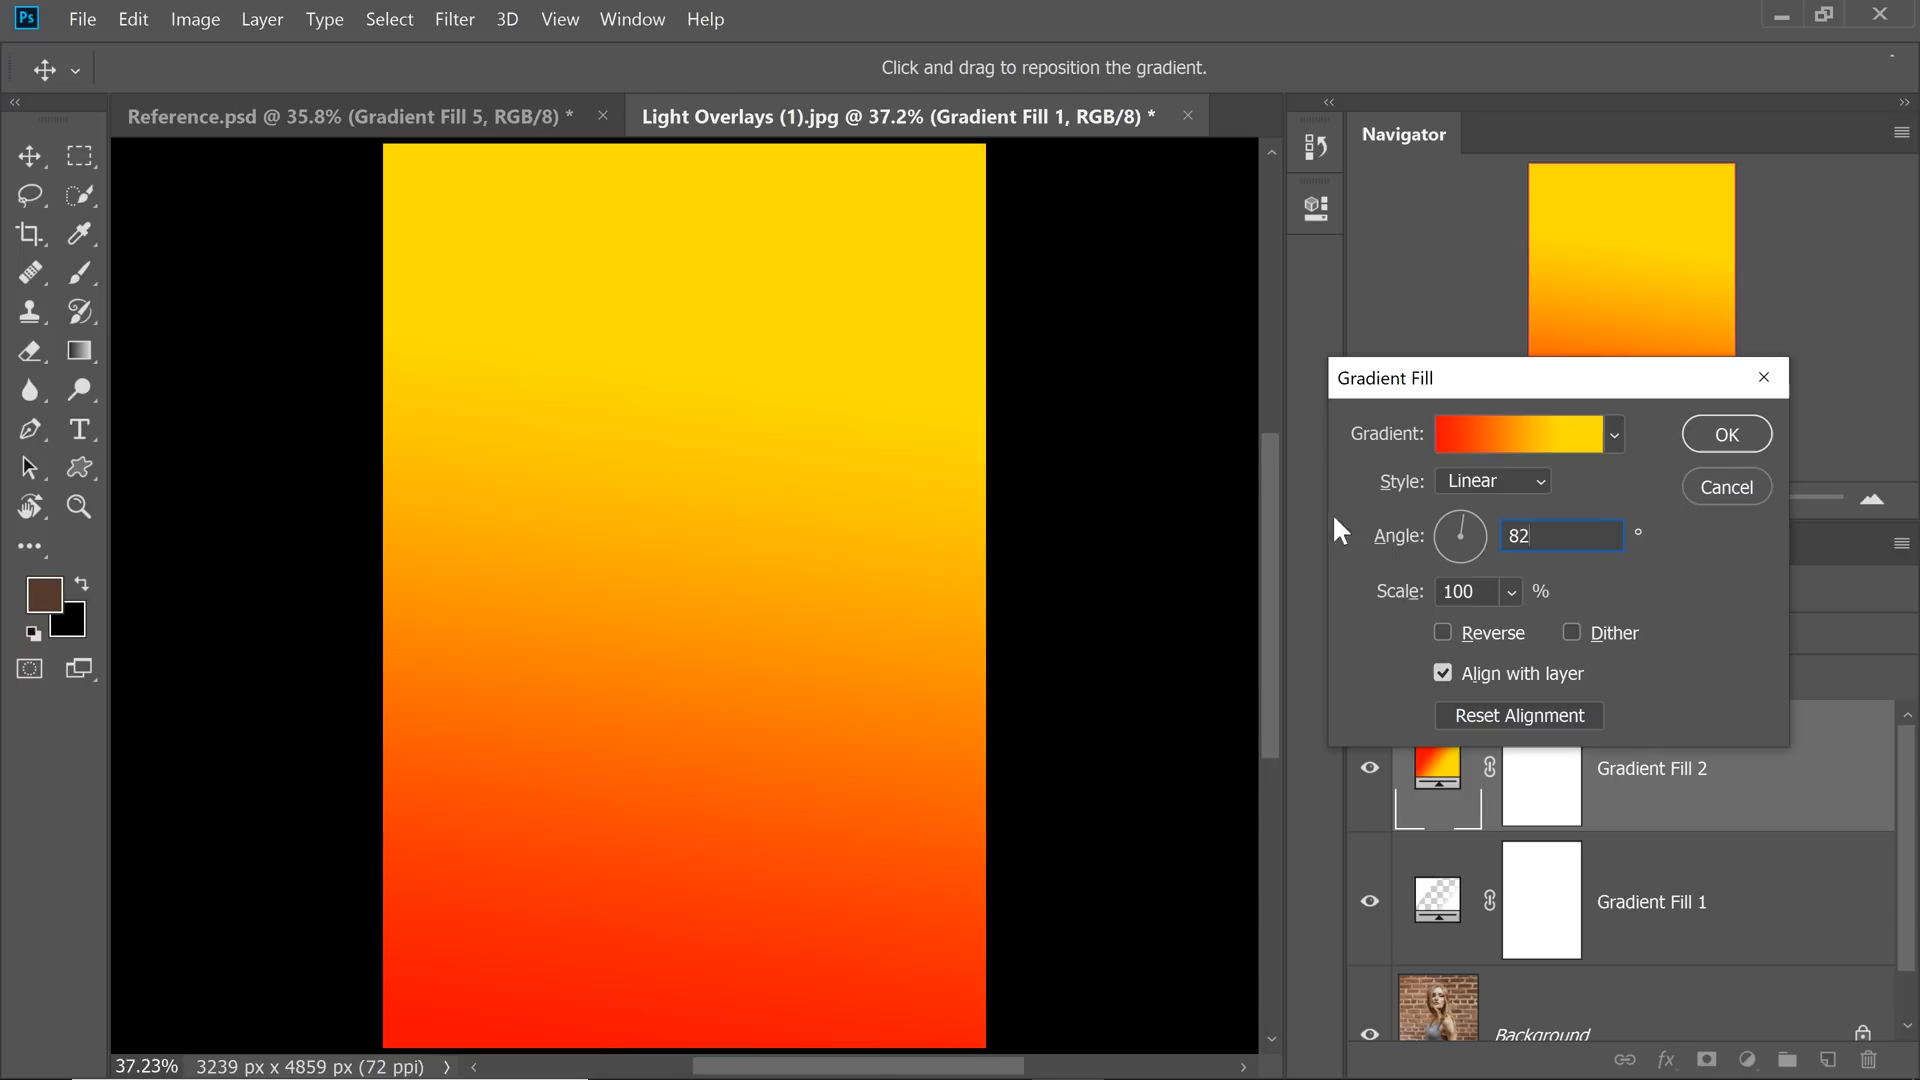 Ps File Edit Image Layer Type Select Filter 3D View Window Help
Click and drag to reposition the gradient.
Reference.psd @ 35.8% (Gradient Fill 5, RGB/8) *
Light Overlays (1).jpg @ 37.2% (Gradient Fill 1, RGB/8) *
Navigator
Gradient Fill
Gradient:
OK
Style: Linear
Cancel
Angle: 82 °
Scale: 100 %
Reverse Dither
Align with layer
Reset Alignment
Gradient Fill 2
Gradient Fill 1
Background
fx
37.23% 3239 px x 4859 px (72 ppi)